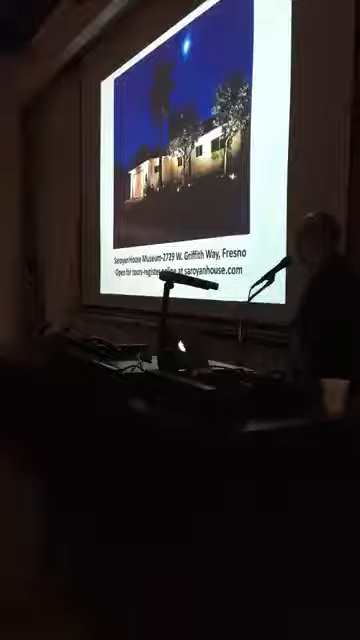 Saroyan House Museum-2729 W. Griffith Way, Fresno
Open for tours-register online at saroyanhouse.com